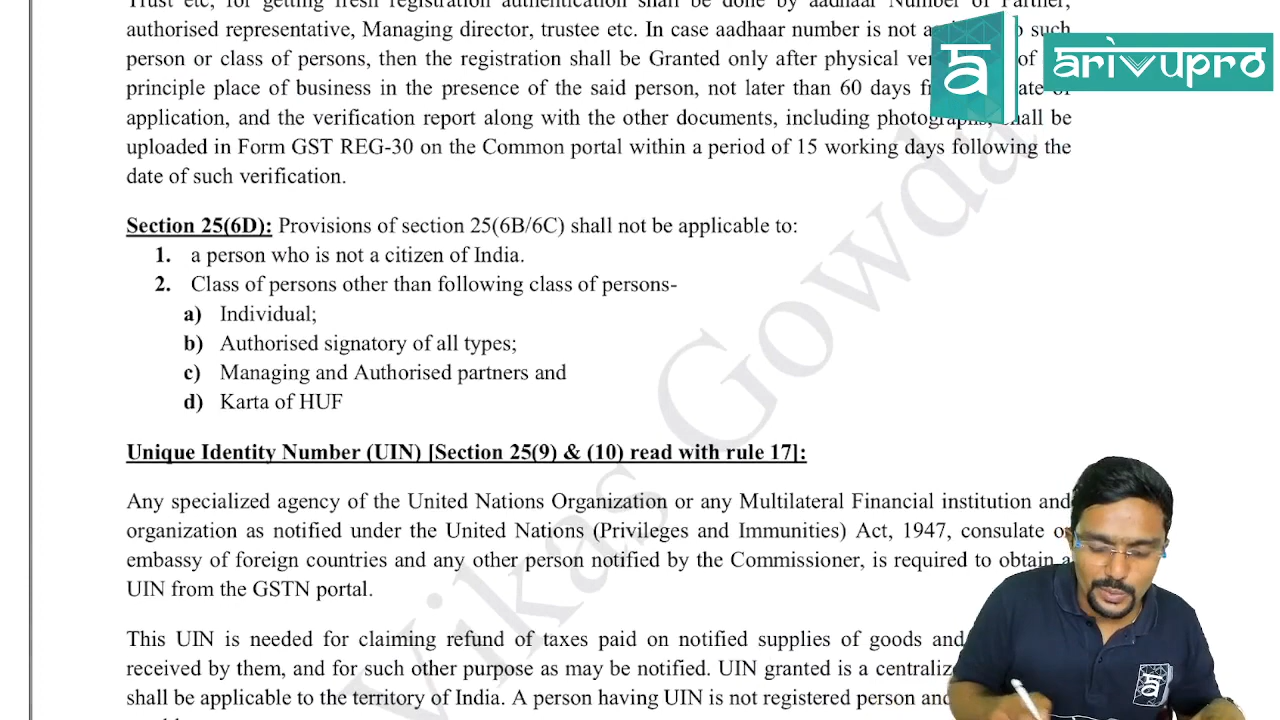 Trust etc, for getting fresh registration authentication shall be done by aadhaar Number of Partner,
authorised representative, Managing director, trustee etc. In case aadhaar number is not a such
person or class of persons, then the registration shall be Granted only after physical ver of
principle place of business in the presence of the said person, not later than 60 days f ate of
application, and the verification report along with the other documents, including photographs, shall be
uploaded in Form GST REG-30 on the Common portal within a period of 15 working days following the
date of such verification.
Section 25(6D): Provisions of section 25(6B/6C) shall not be applicable to:
1. a person who is not a citizen of India.
2. Class of persons other than following class of persons-
a) Individual;
b) Authorised signatory of all types;
c) Managing and Authorised partners and
d) Karta of HUF
Unique Identity Number (UIN) [Section 25(9) & (10) read with rule 17]:
Any specialized agency of the United Nations Organization or any Multilateral Financial institution and
organization as notified under the United Nations (Privileges and Immunities) Act, 1947, consulate or
embassy of foreign countries and any other person notified by the Commissioner, is required to obtain a
UIN from the GSTN portal.
This UIN is needed for claiming refund of taxes paid on notified supplies of goods and
received by them, and for such other purpose as may be notified. UIN granted is a centraliz
shall be applicable to the territory of India. A person having UIN is not registered person and
arivupro
Vikas Gowda